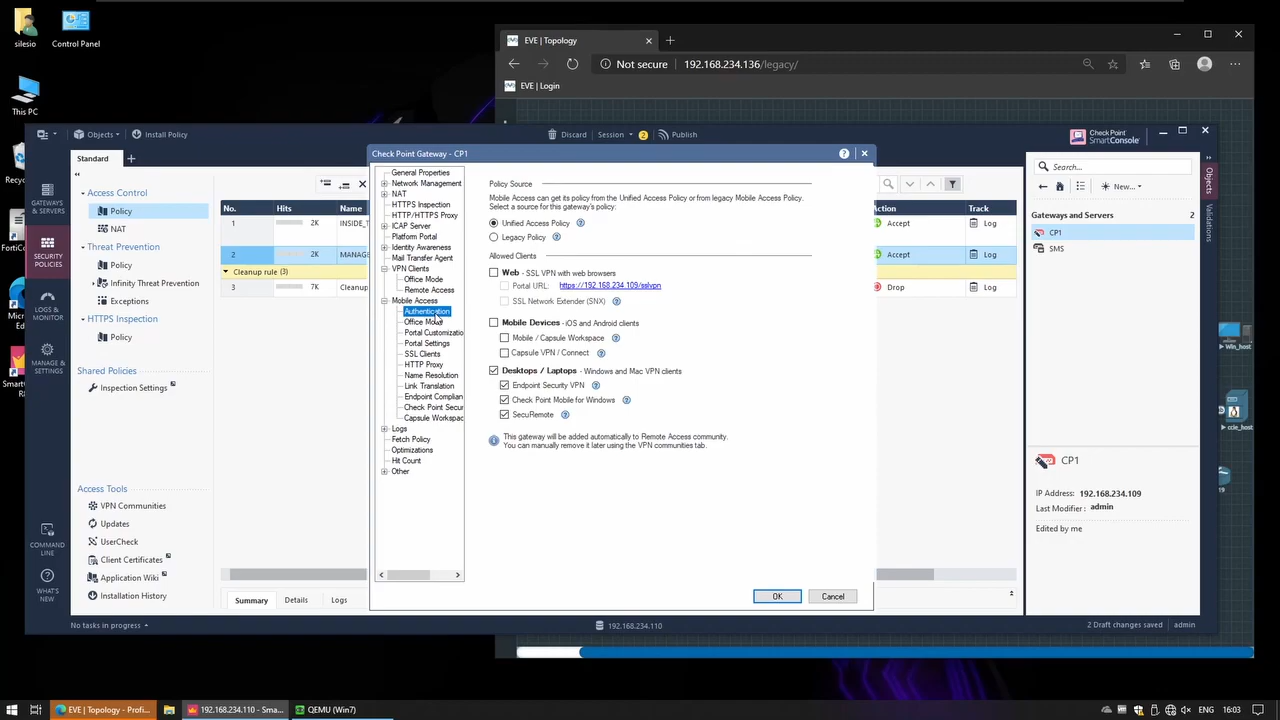 silesio
Control Panel
This PC
EVE | Topology
Not secure
192.168.234.136/legacy/
EVE | Login
Objects
Install Policy
Discard
Session
2
Publish
Check Point
SmartConsole
Standard
GATEWAYS
& SERVERS
SECURITY
POLICIES
LOGS &
MONITOR
MANAGE &
SETTINGS
COMMAND
LINE
WHAT'S
NEW
Access Control
Policy
NAT
Threat Prevention
Policy
Infinity Threat Prevention
Exceptions
HTTPS Inspection
Policy
Shared Policies
Inspection Settings
Access Tools
VPN Communities
Updates
UserCheck
Client Certificates
Application Wiki
Installation History
No. Hits Name
1 2K INSIDE_T
2 2K MANAG
Cleanup rule (3)
3 7K Cleanup
Summary Details Logs
Check Point Gateway - CP1
General Properties
Network Management
NAT
HTTPS Inspection
HTTP/HTTPS Proxy
ICAP Server
Platform Portal
Identity Awareness
Mail Transfer Agent
VPN Clients
Office Mode
Remote Access
Mobile Access
Authentication
Office Mode
Portal Customizatio
Portal Settings
SSL Clients
HTTP Proxy
Name Resolution
Link Translation
Endpoint Complian
Check Point Secur
Capsule Workspac
Logs
Fetch Policy
Optimizations
Hit Count
Other
Policy Source
Mobile Access can get its policy from the Unified Access Policy or from legacy Mobile Access Policy.
Select a source for this gateway's policy:
Unified Access Policy
Legacy Policy
Allowed Clients
Web - SSL VPN with web browsers
Portal URL: https://192.168.234.109/sslvpn
SSL Network Extender (SNX)
Mobile Devices - iOS and Android clients
Mobile / Capsule Workspace
Capsule VPN / Connect
Desktops / Laptops - Windows and Mac VPN clients
Endpoint Security VPN
Check Point Mobile for Windows
SecuRemote
This gateway will be added automatically to Remote Access community.
You can manually remove it later using the VPN communities tab.
OK
Cancel
Action Track
Accept Log
Accept Log
Drop Log
Search...
New...
Gateways and Servers 2
CP1
SMS
Objects
Validations
CP1
IP Address: 192.168.234.109
Last Modifier: admin
Edited by me
Win_host
ccie_host
19
No tasks in progress
192.168.234.110
2 Draft changes saved
admin
EVE | Topology - Profi...
192.168.234.110 - Sma...
QEMU (Win7)
ENG
16:03